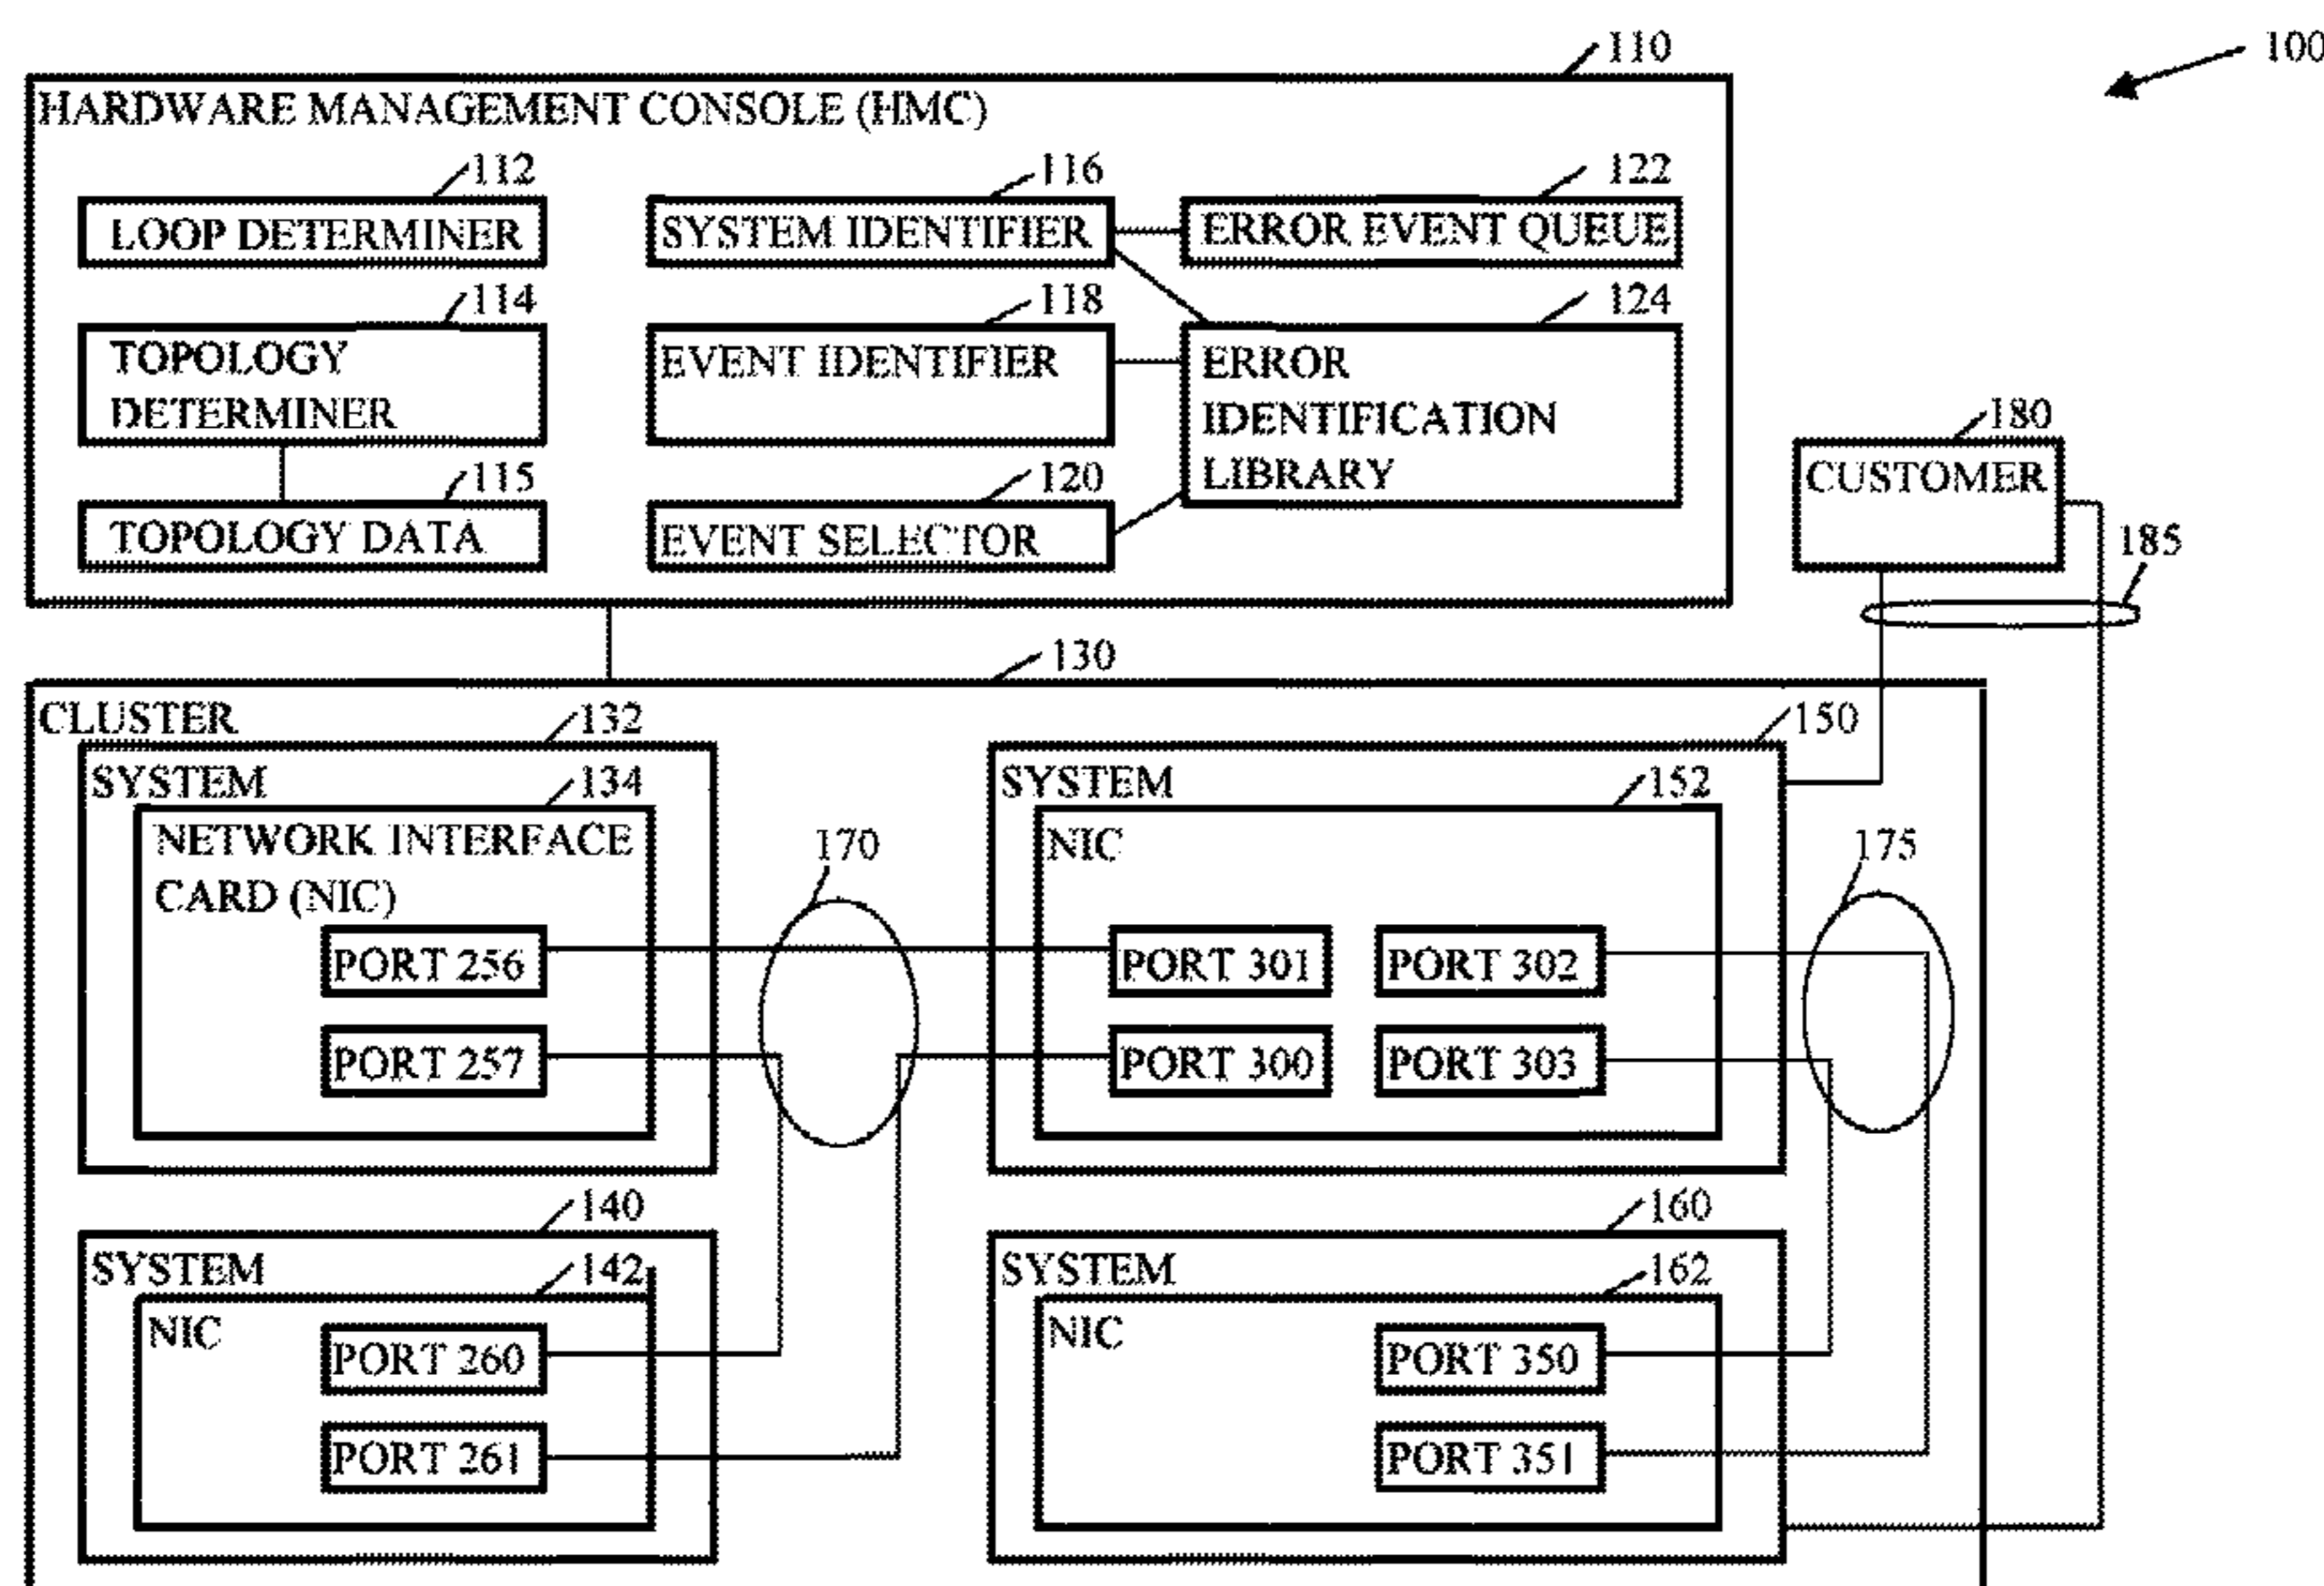 100
110
HARDWARE MANAGEMENT CONSOLE (HMC)
112
LOOP DETERMINER
116
SYSTEM IDENTIFIER
122
ERROR EVENT QUEUE
114
TOPOLOGY
DETERMINER
118
EVENT IDENTIFIER
124
ERROR
IDENTIFICATION
LIBRARY
115
TOPOLOGY DATA
120
EVENT SELECTOR
180
CUSTOMER
185
130
CLUSTER
132
SYSTEM
134
NETWORK INTERFACE
CARD (NIC)
PORT 256
PORT 257
170
150
SYSTEM
152
NIC
PORT 301
PORT 302
PORT 300
PORT 303
175
140
SYSTEM
142
NIC
PORT 260
PORT 261
160
SYSTEM
162
NIC
PORT 350
PORT 351